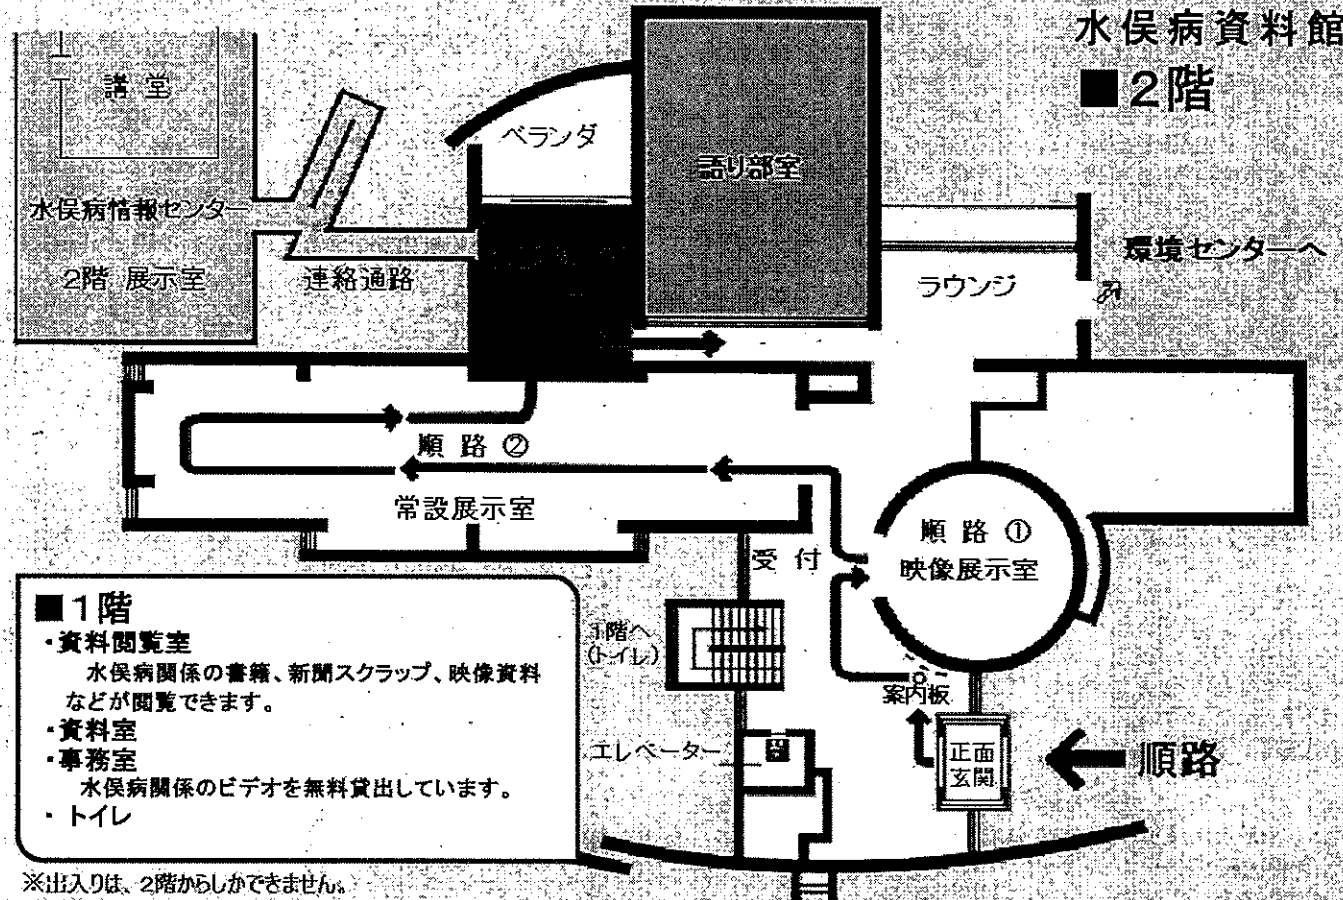 水俣病資料館
■2階
講堂
ベランダ
語り部室
水俣病情報センター
2階 展示室
連絡通路
ラウンジ
環境センターへ
順路②
常設展示室
順路①
映像展示室
受付
1階へ
(トイレ)
案内板
エレベーター
正面
玄関
順路
■1階
・資料閲覧室
水俣病関係の書籍、新聞スクラップ、映像資料
などが閲覧できます。
・資料室
・事務室
水俣病関係のビデオを無料貸出しています。
・トイレ
※出入りは、2階からしかできません。